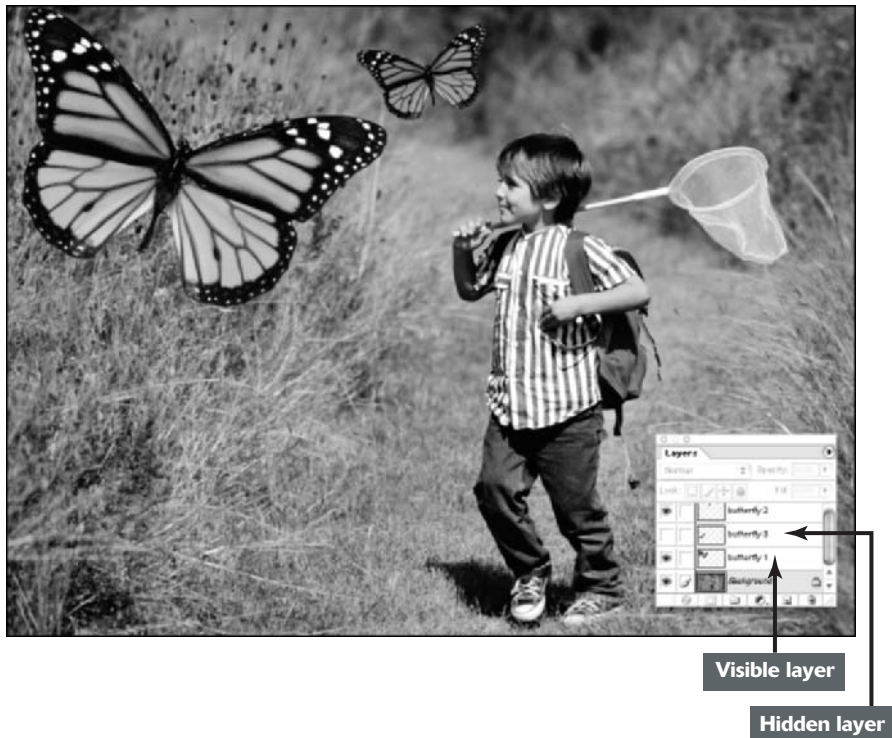 Layers
Normal Opacity:
Lock: Fill:
butterfly 2
butterfly 3
butterfly 1
Background
Visible layer
Hidden layer